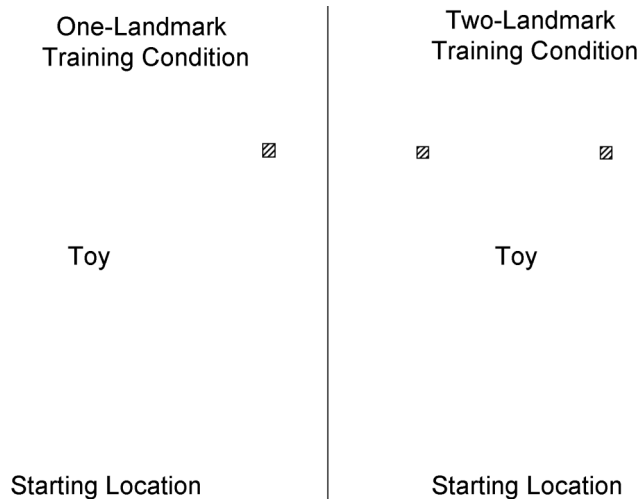 One-Landmark
Training Condition
Toy
Starting Location
Two-Landmark
Training Condition
Toy
Starting Location